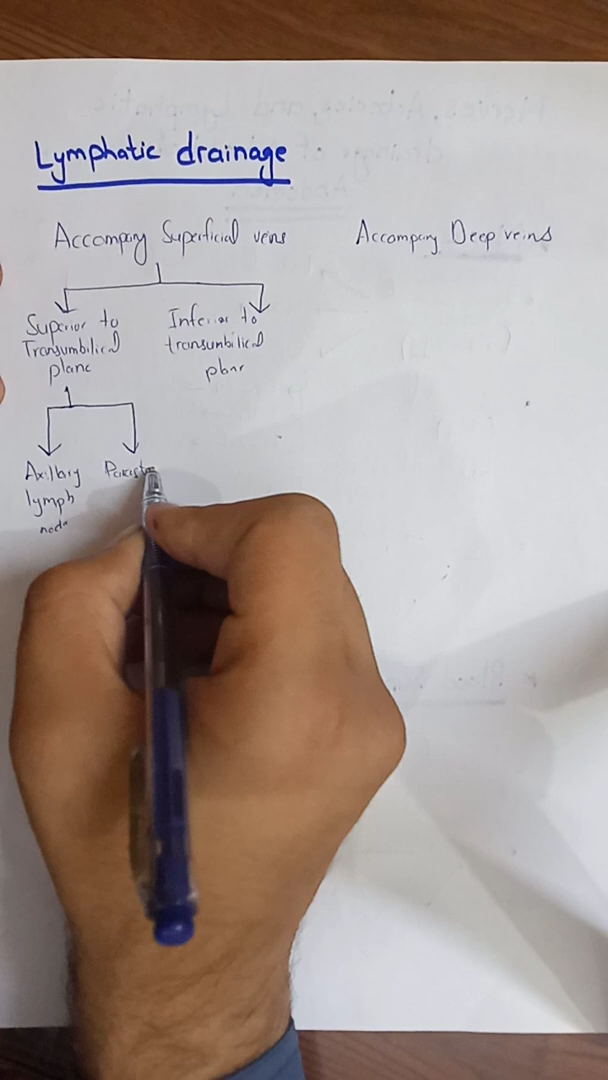 Lymphatic drainage
Accompany Superficial veins
Accompany Deep veins
Superior to
Transumbilical
plane
Inferior to
transumbilical
plane
Axillary
lymph
node
Parast